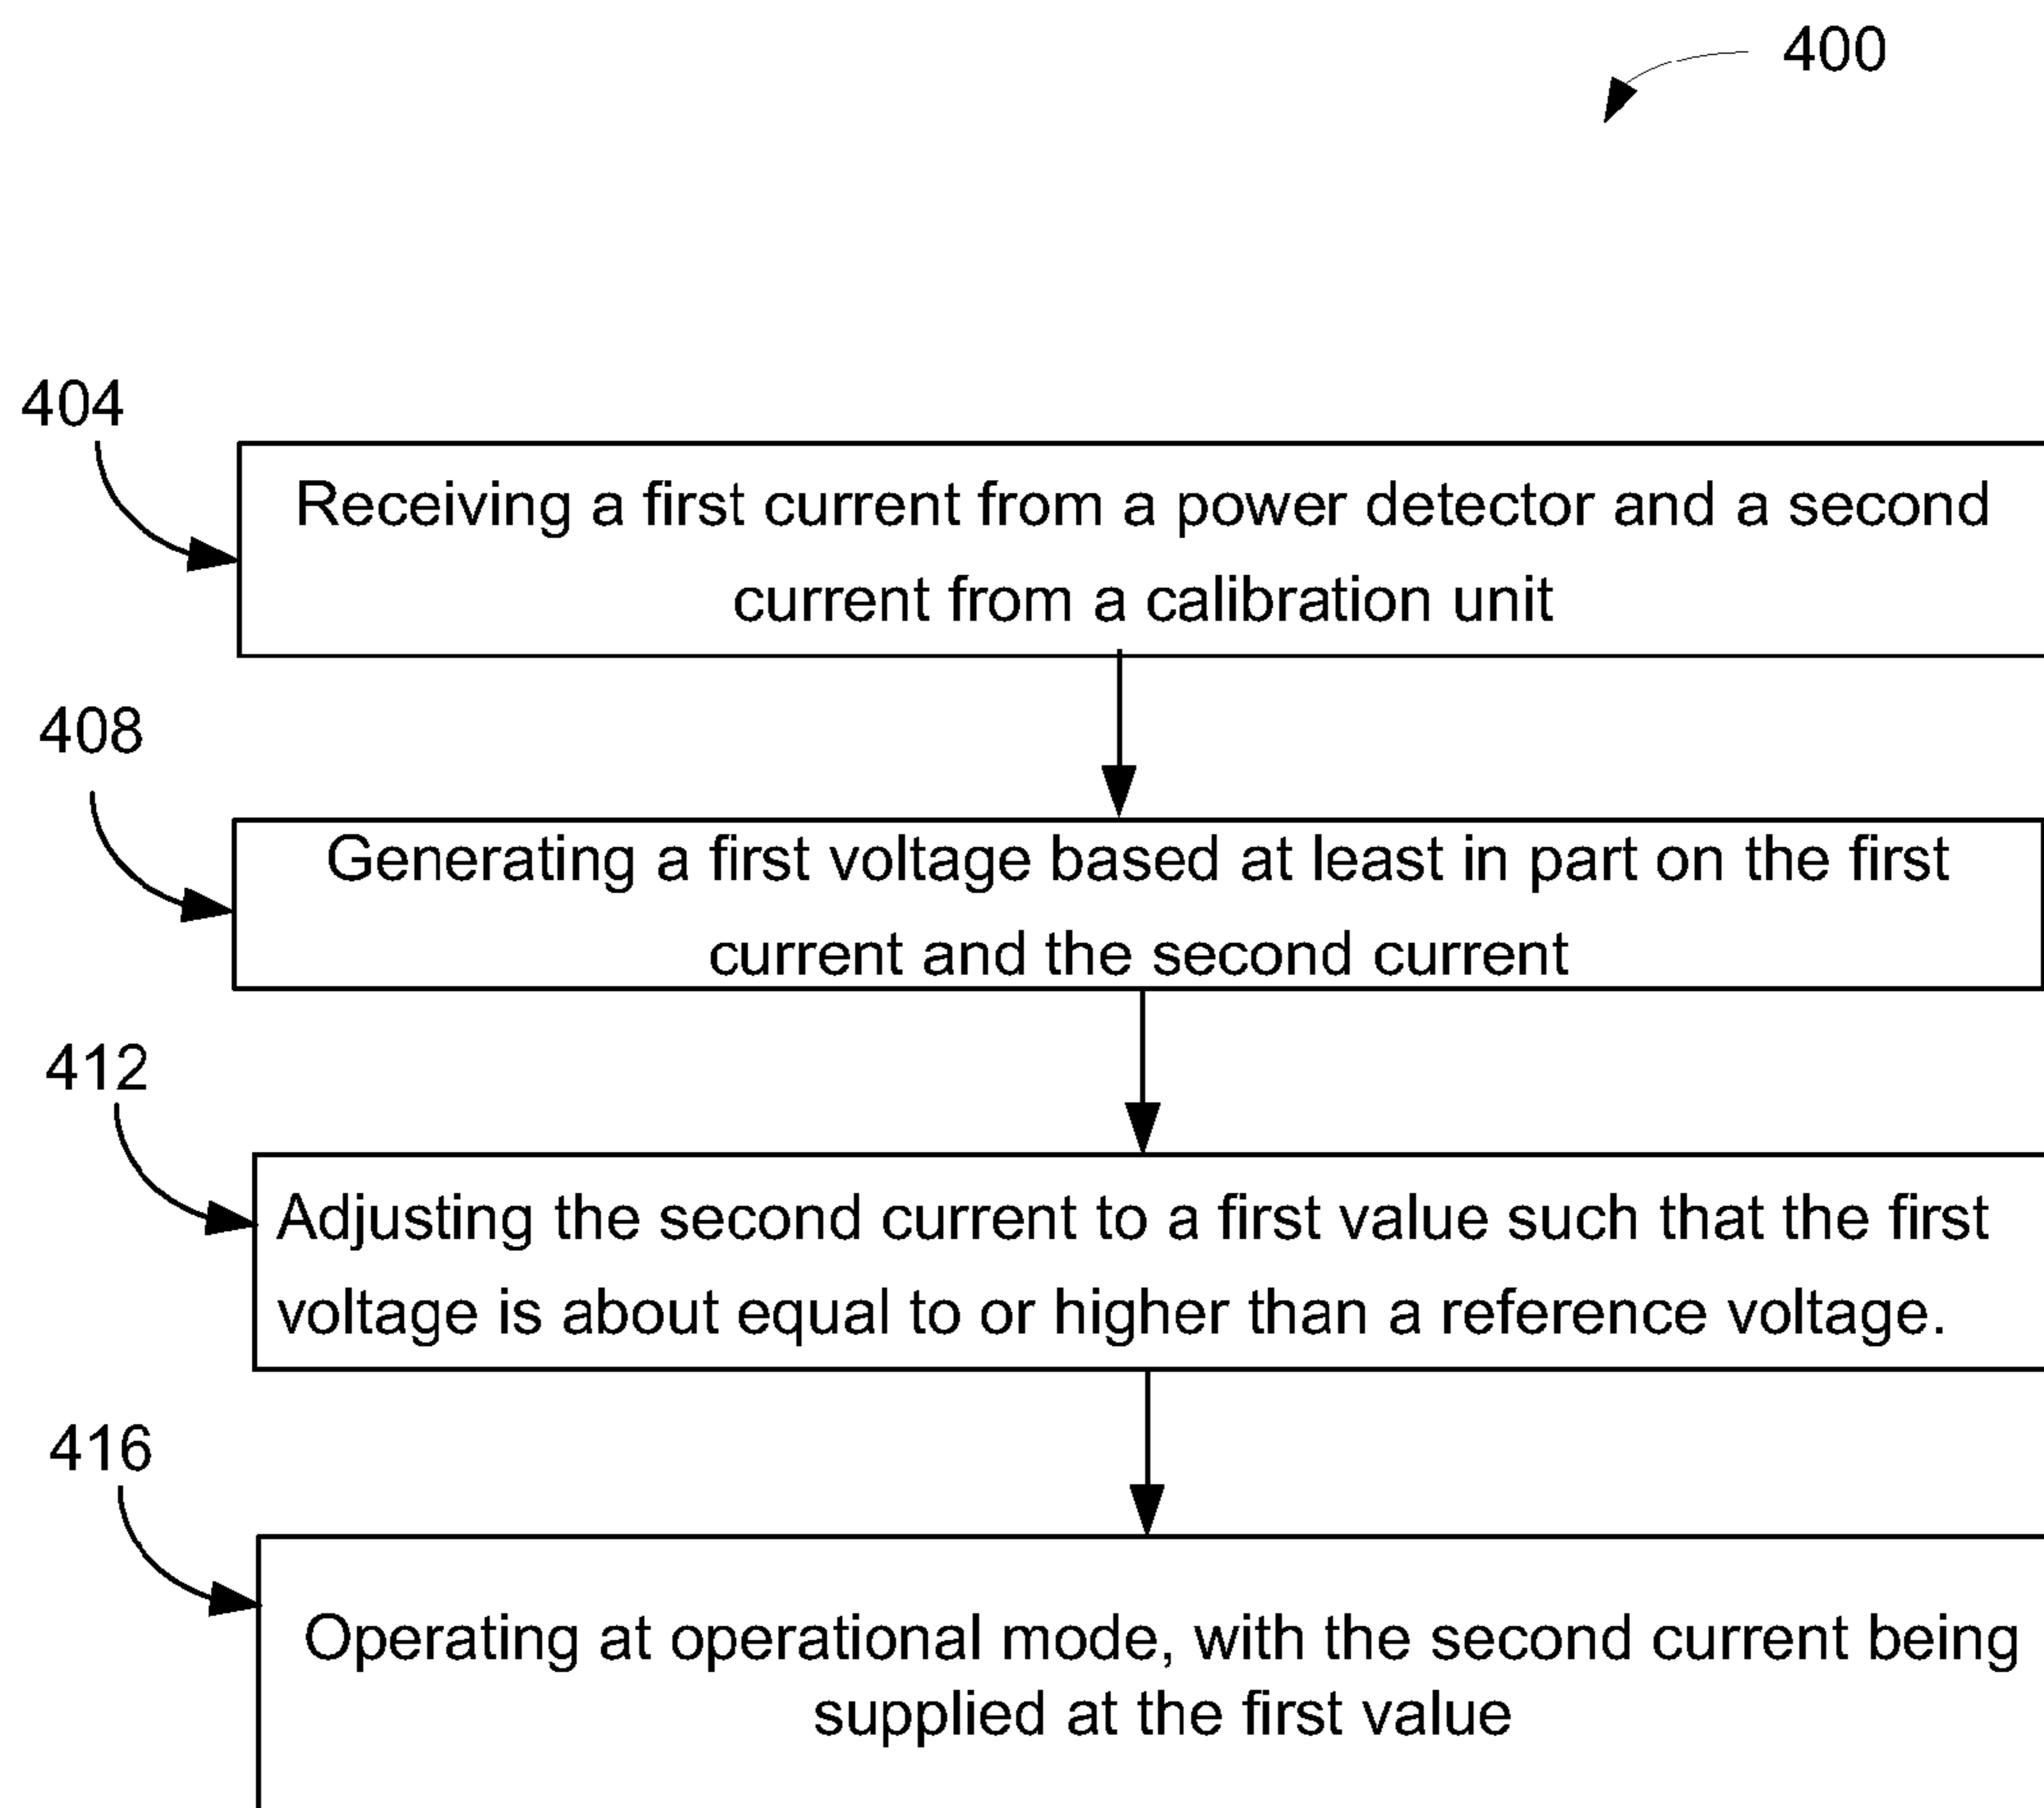 400
404
Receiving a first current from a power detector and a second
current from a calibration unit
408
Generating a first voltage based at least in part on the first
current and the second current
412
Adjusting the second current to a first value such that the first
voltage is about equal to or higher than a reference voltage.
416
Operating at operational mode, with the second current being
supplied at the first value